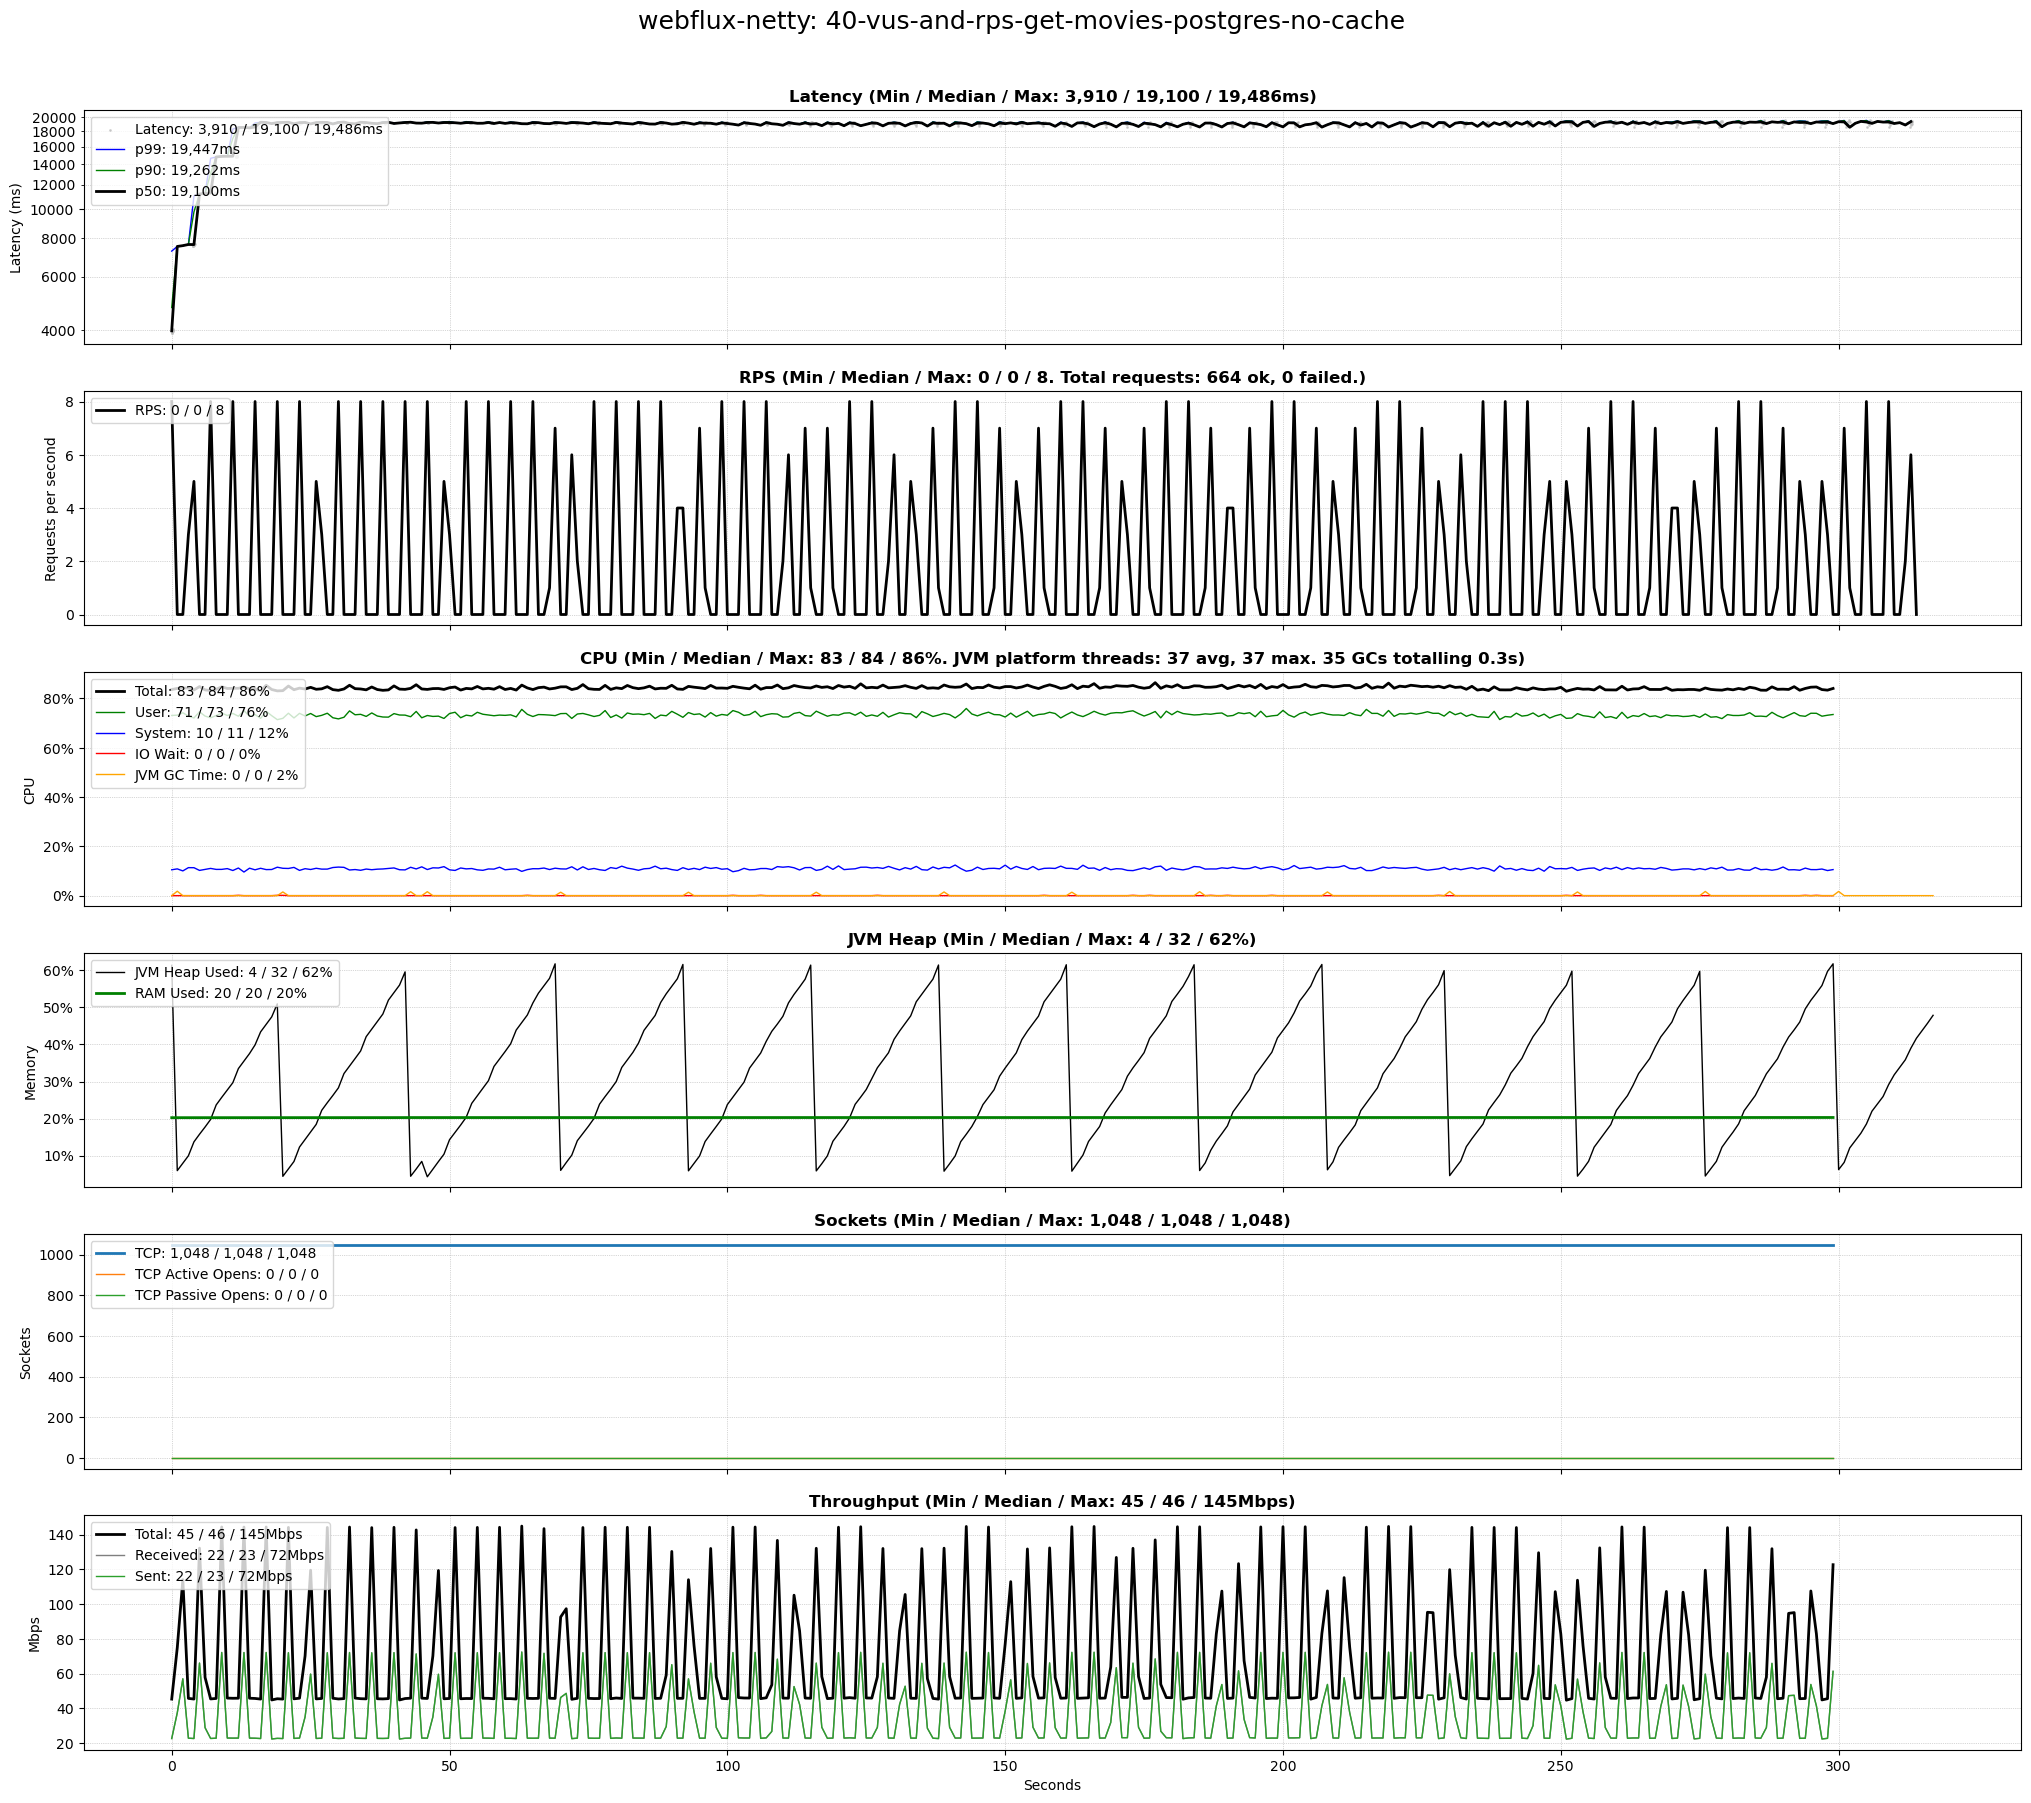 webflux-netty: 40-vus-and-rps-get-movies-postgres-no-cache
Latency (Min / Median / Max: 3,910 / 19,100 / 19,486ms)
Latency (ms)
20000
18000
16000
14000
12000
10000
8000
6000
4000
Latency: 3,910 / 19,100 / 19,486ms
p99: 19,447ms
p90: 19,262ms
p50: 19,100ms
RPS (Min / Median / Max: 0 / 0 / 8. Total requests: 664 ok, 0 failed.)
Requests per second
8
6
4
2
0
RPS: 0 / 0 / 8
CPU (Min / Median / Max: 83 / 84 / 86%. JVM platform threads: 37 avg, 37 max. 35 GCs totalling 0.3s)
CPU
80%
60%
40%
20%
0%
Total: 83 / 84 / 86%
User: 71 / 73 / 76%
System: 10 / 11 / 12%
IO Wait: 0 / 0 / 0%
JVM GC Time: 0 / 0 / 2%
JVM Heap (Min / Median / Max: 4 / 32 / 62%)
Memory
60%
50%
40%
30%
20%
10%
JVM Heap Used: 4 / 32 / 62%
RAM Used: 20 / 20 / 20%
Sockets (Min / Median / Max: 1,048 / 1,048 / 1,048)
Sockets
1000
800
600
400
200
0
TCP: 1,048 / 1,048 / 1,048
TCP Active Opens: 0 / 0 / 0
TCP Passive Opens: 0 / 0 / 0
Throughput (Min / Median / Max: 45 / 46 / 145Mbps)
Mbps
140
120
100
80
60
40
20
Total: 45 / 46 / 145Mbps
Received: 22 / 23 / 72Mbps
Sent: 22 / 23 / 72Mbps
0 50 100 150 200 250 300
Seconds